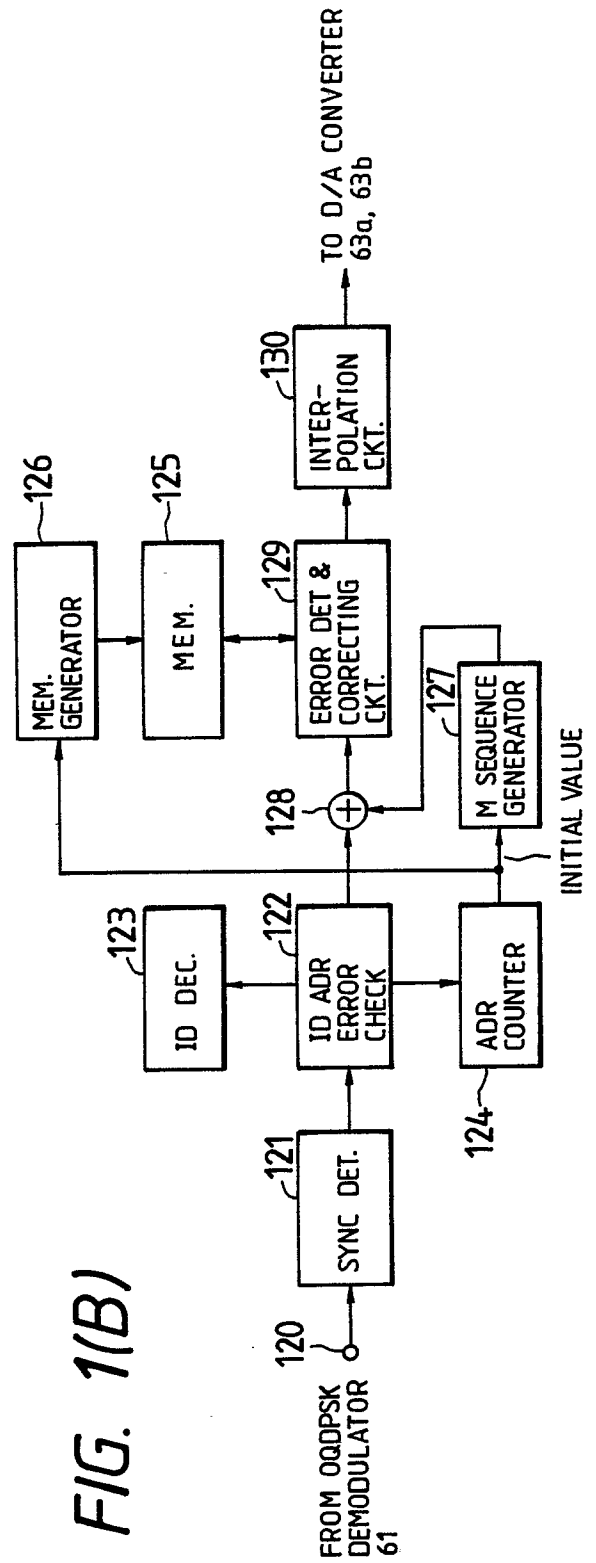 FIG. 1(B)
FROM OQDPSK
DEMODULATOR
61
120
121
SYNC DET.
122
ID ADR
ERROR
CHECK
123
ID DEC.
124
ADR
COUNTER
INITIAL VALUE
127
M SEQUENCE
GENERATOR
128
+
126
MEM.
GENERATOR
125
MEM.
129
ERROR DET &
CORRECTING
CKT.
130
INTER-
POLATION
CKT.
TO D/A CONVERTER
63a, 63b